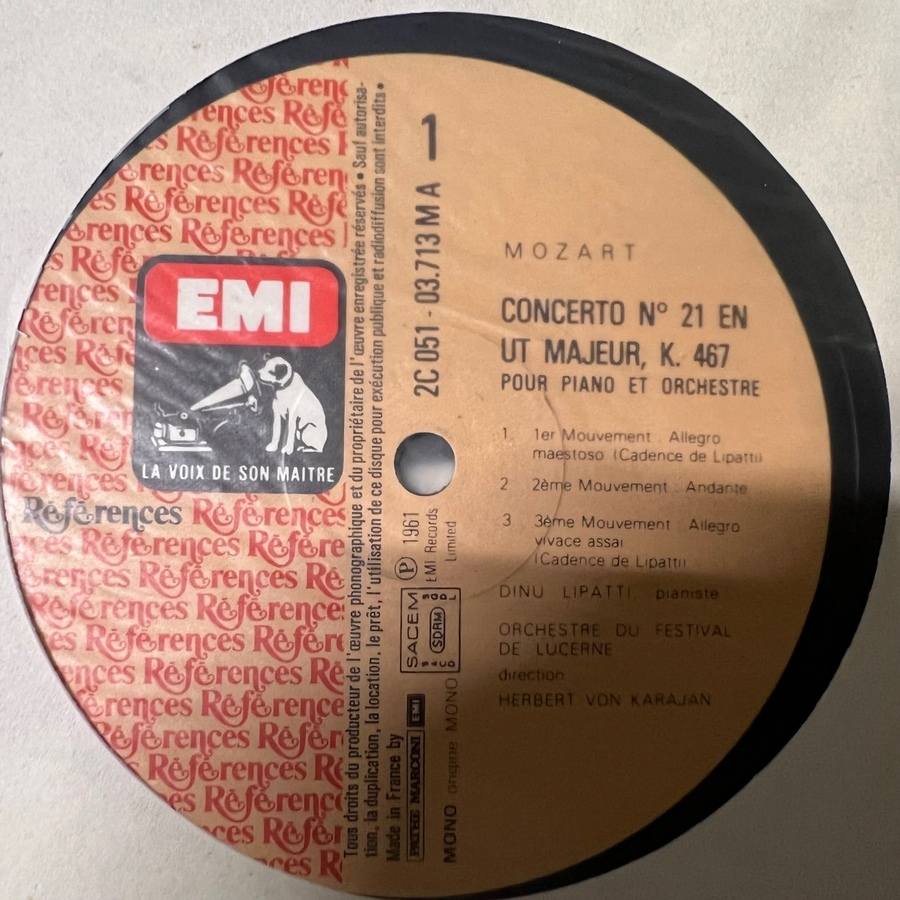 Références
EMI
LA VOIX DE SON MAITRE
Références
Tous droits du producteur de l'œuvre phonographique et du propriétaire de l'œuvre enregistrée réservés • Sauf autorisa-
tion, la duplication, la location, le prêt, l'utilisation de ce disque pour exécution publique et radiodiffusion sont interdits •
Made in France by
PATHE MARCONI EMI
2C 051 - 03.713 M A 1
℗ 1961
EMI Records
Limited
SACEM
SDRM
SACD
SGDL
MONO origine MONO
MOZART
CONCERTO N° 21 EN
UT MAJEUR, K. 467
POUR PIANO ET ORCHESTRE
1 1er Mouvement : Allegro
maestoso (Cadence de Lipatti)
2 2ème Mouvement : Andante
3 3ème Mouvement : Allegro
vivace assai
(Cadence de Lipatti)
DINU LIPATTI, pianiste
ORCHESTRE DU FESTIVAL
DE LUCERNE
direction
HERBERT VON KARAJAN